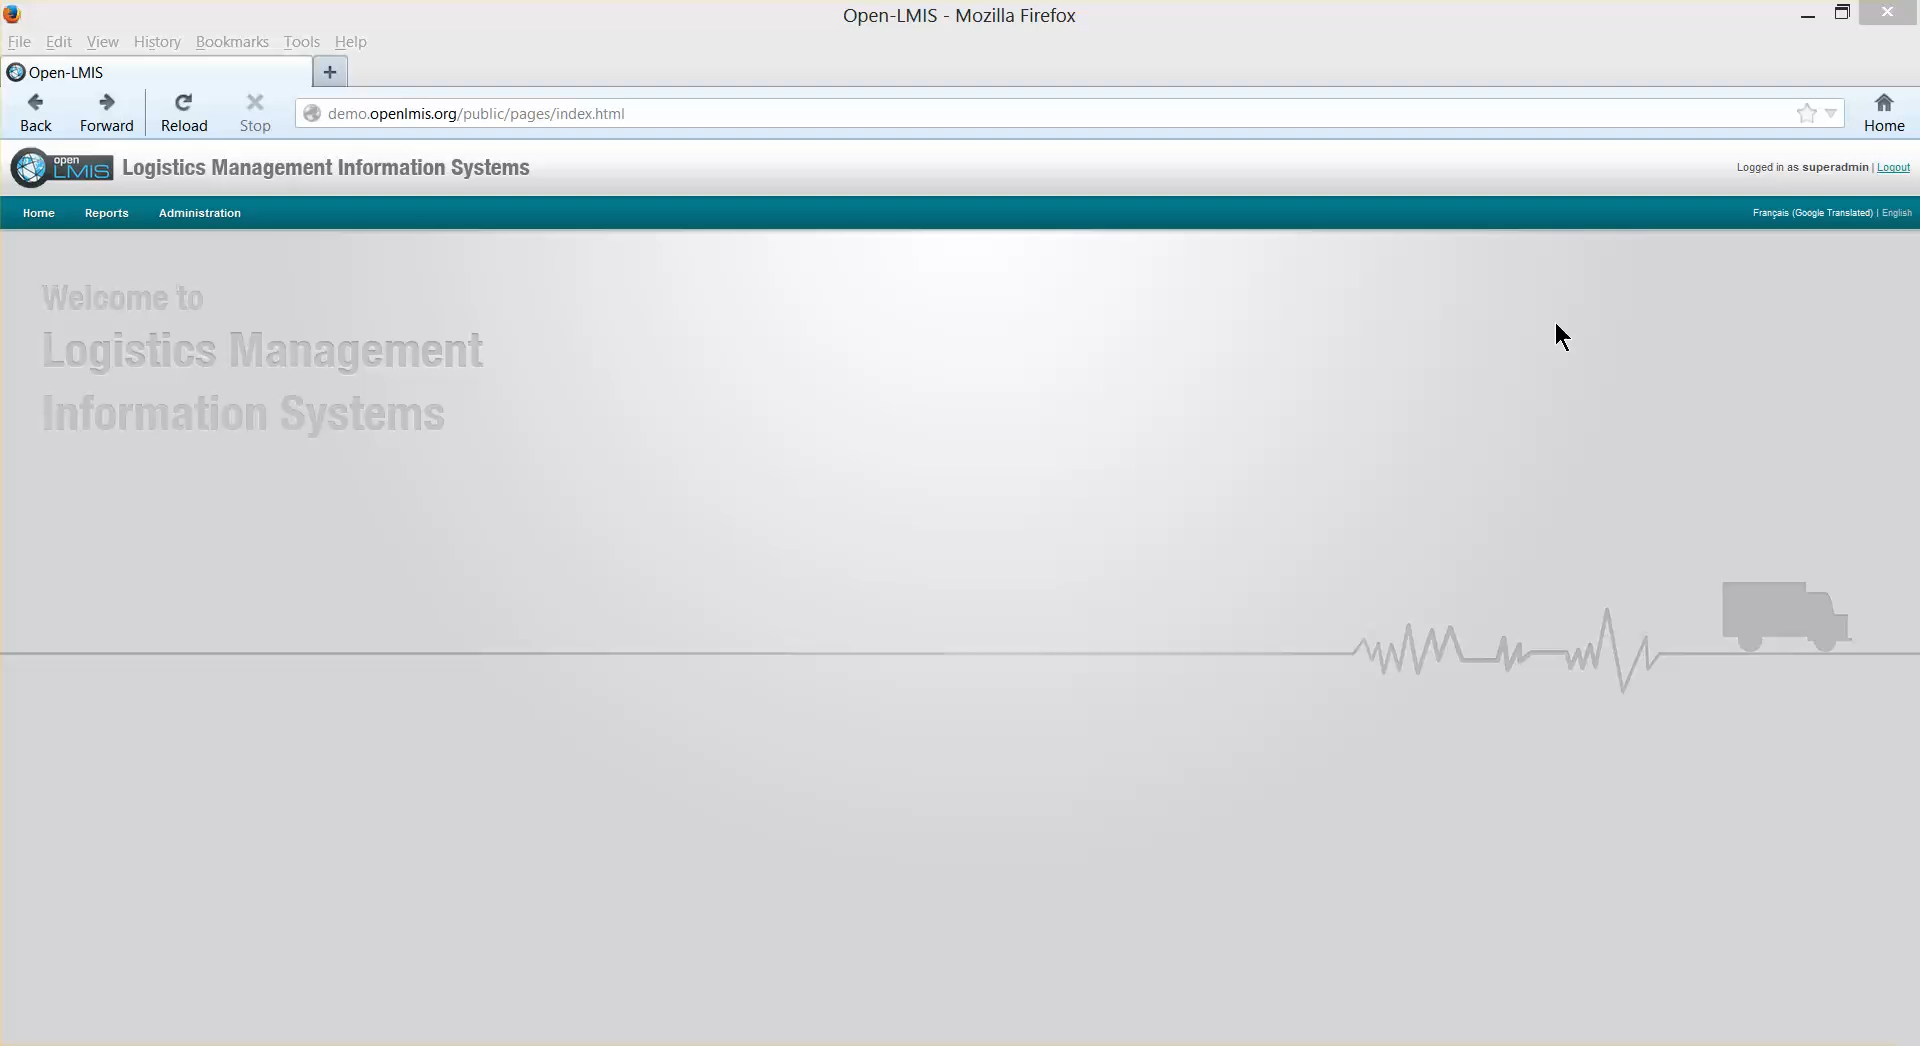 Open-LMIS - Mozilla Firefox
File Edit View History Bookmarks Tools Help
Open-LMIS
Back Forward Reload Stop demo.openlmis.org/public/pages/index.html Home
open LMIS Logistics Management Information Systems Logged in as superadmin | Logout
Home Reports Administration Français (Google Translated) | English
Welcome to
Logistics Management
Information Systems